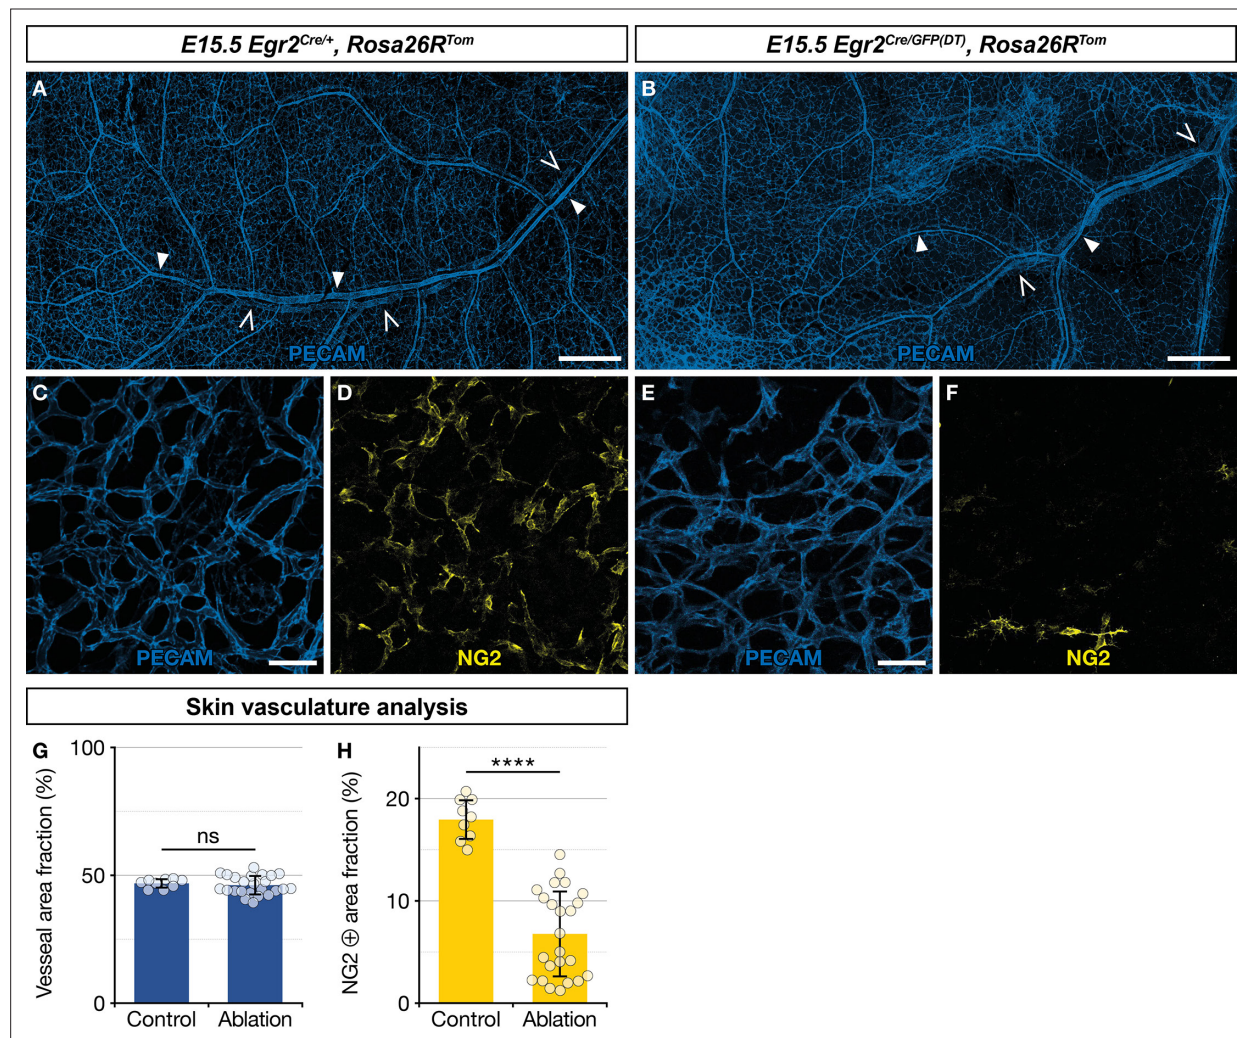 E15.5 Egr2Cre/+, Rosa26RTom
E15.5 Egr2Cre/GFP(DT), Rosa26RTom
A
PECAM
B
PECAM
C
PECAM
D
NG2
E
PECAM
F
NG2
Skin vasculature analysis
G
Vesseal area fraction (%)
100
50
0
ns
Control Ablation
H
NG2 ⊕ area fraction (%)
20
10
0
****
Control Ablation